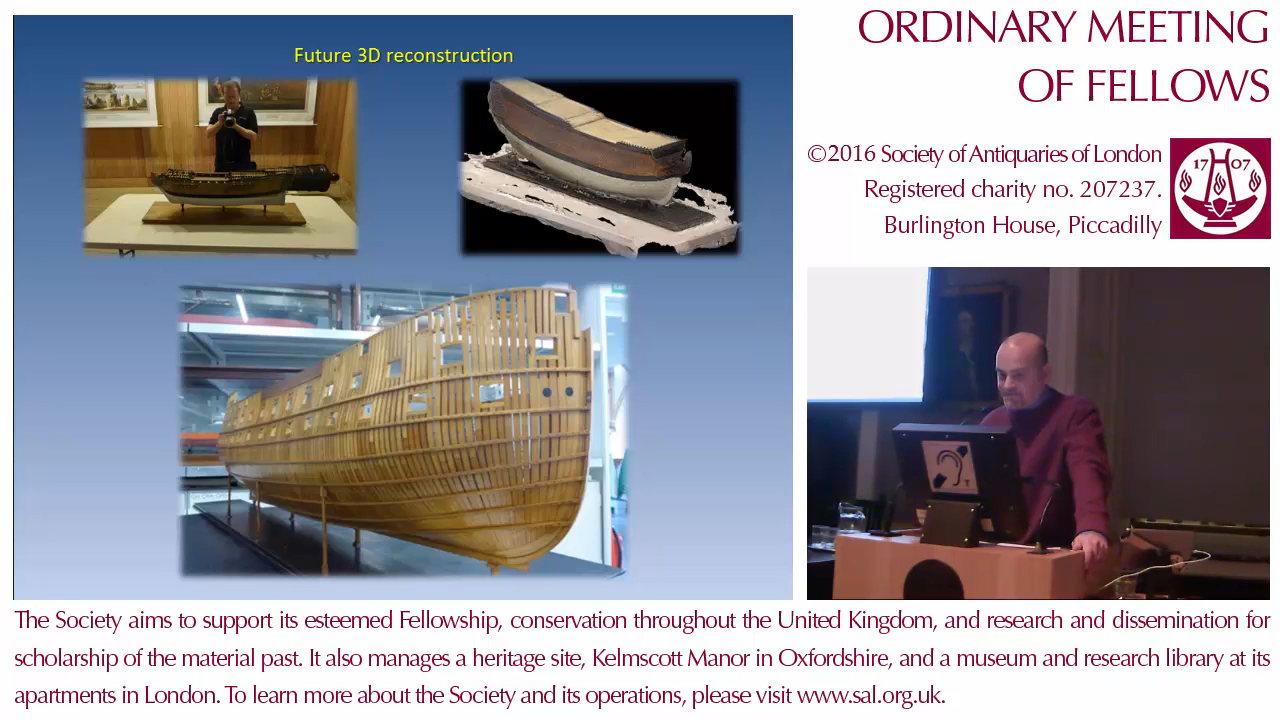 Future 3D reconstruction
ORDINARY MEETING
OF FELLOWS
©2016 Society of Antiquaries of London
Registered charity no. 207237.
Burlington House, Piccadilly
17 07
T
The Society aims to support its esteemed Fellowship, conservation throughout the United Kingdom, and research and dissemination for
scholarship of the material past. It also manages a heritage site, Kelmscott Manor in Oxfordshire, and a museum and research library at its
apartments in London. To learn more about the Society and its operations, please visit www.sal.org.uk.